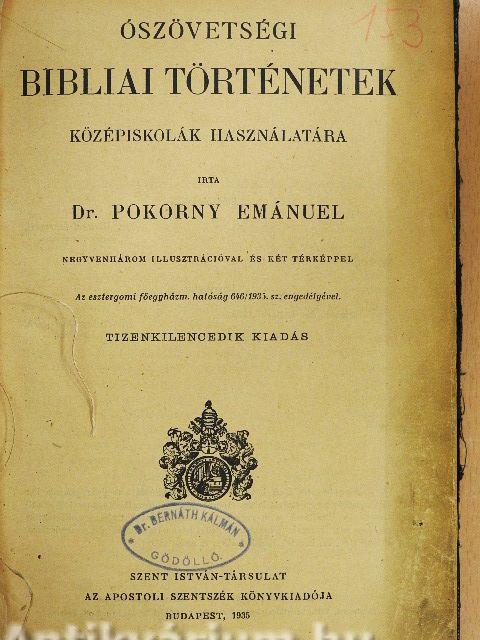 153
ÓSZÖVETSÉGI
BIBLIAI TÖRTÉNETEK
KÖZÉPISKOLÁK HASZNÁLATÁRA
IRTA
Dr. POKORNY EMÁNUEL
NEGYVENHÁROM ILLUSZTRÁCIÓVAL ÉS KÉT TÉRKÉPPEL
Az esztergomi főegyházm. hatóság 646/1935. sz. engedélyével.
TIZENKILENCEDIK KIADÁS
* Dr. BERNÁTH KÁLMÁN *
GÖDÖLLŐ.
SZENT ISTVÁN-TÁRSULAT
AZ APOSTOLI SZENTSZÉK KÖNYVKIADÓJA
BUDAPEST, 1935
Antikvárium.hu